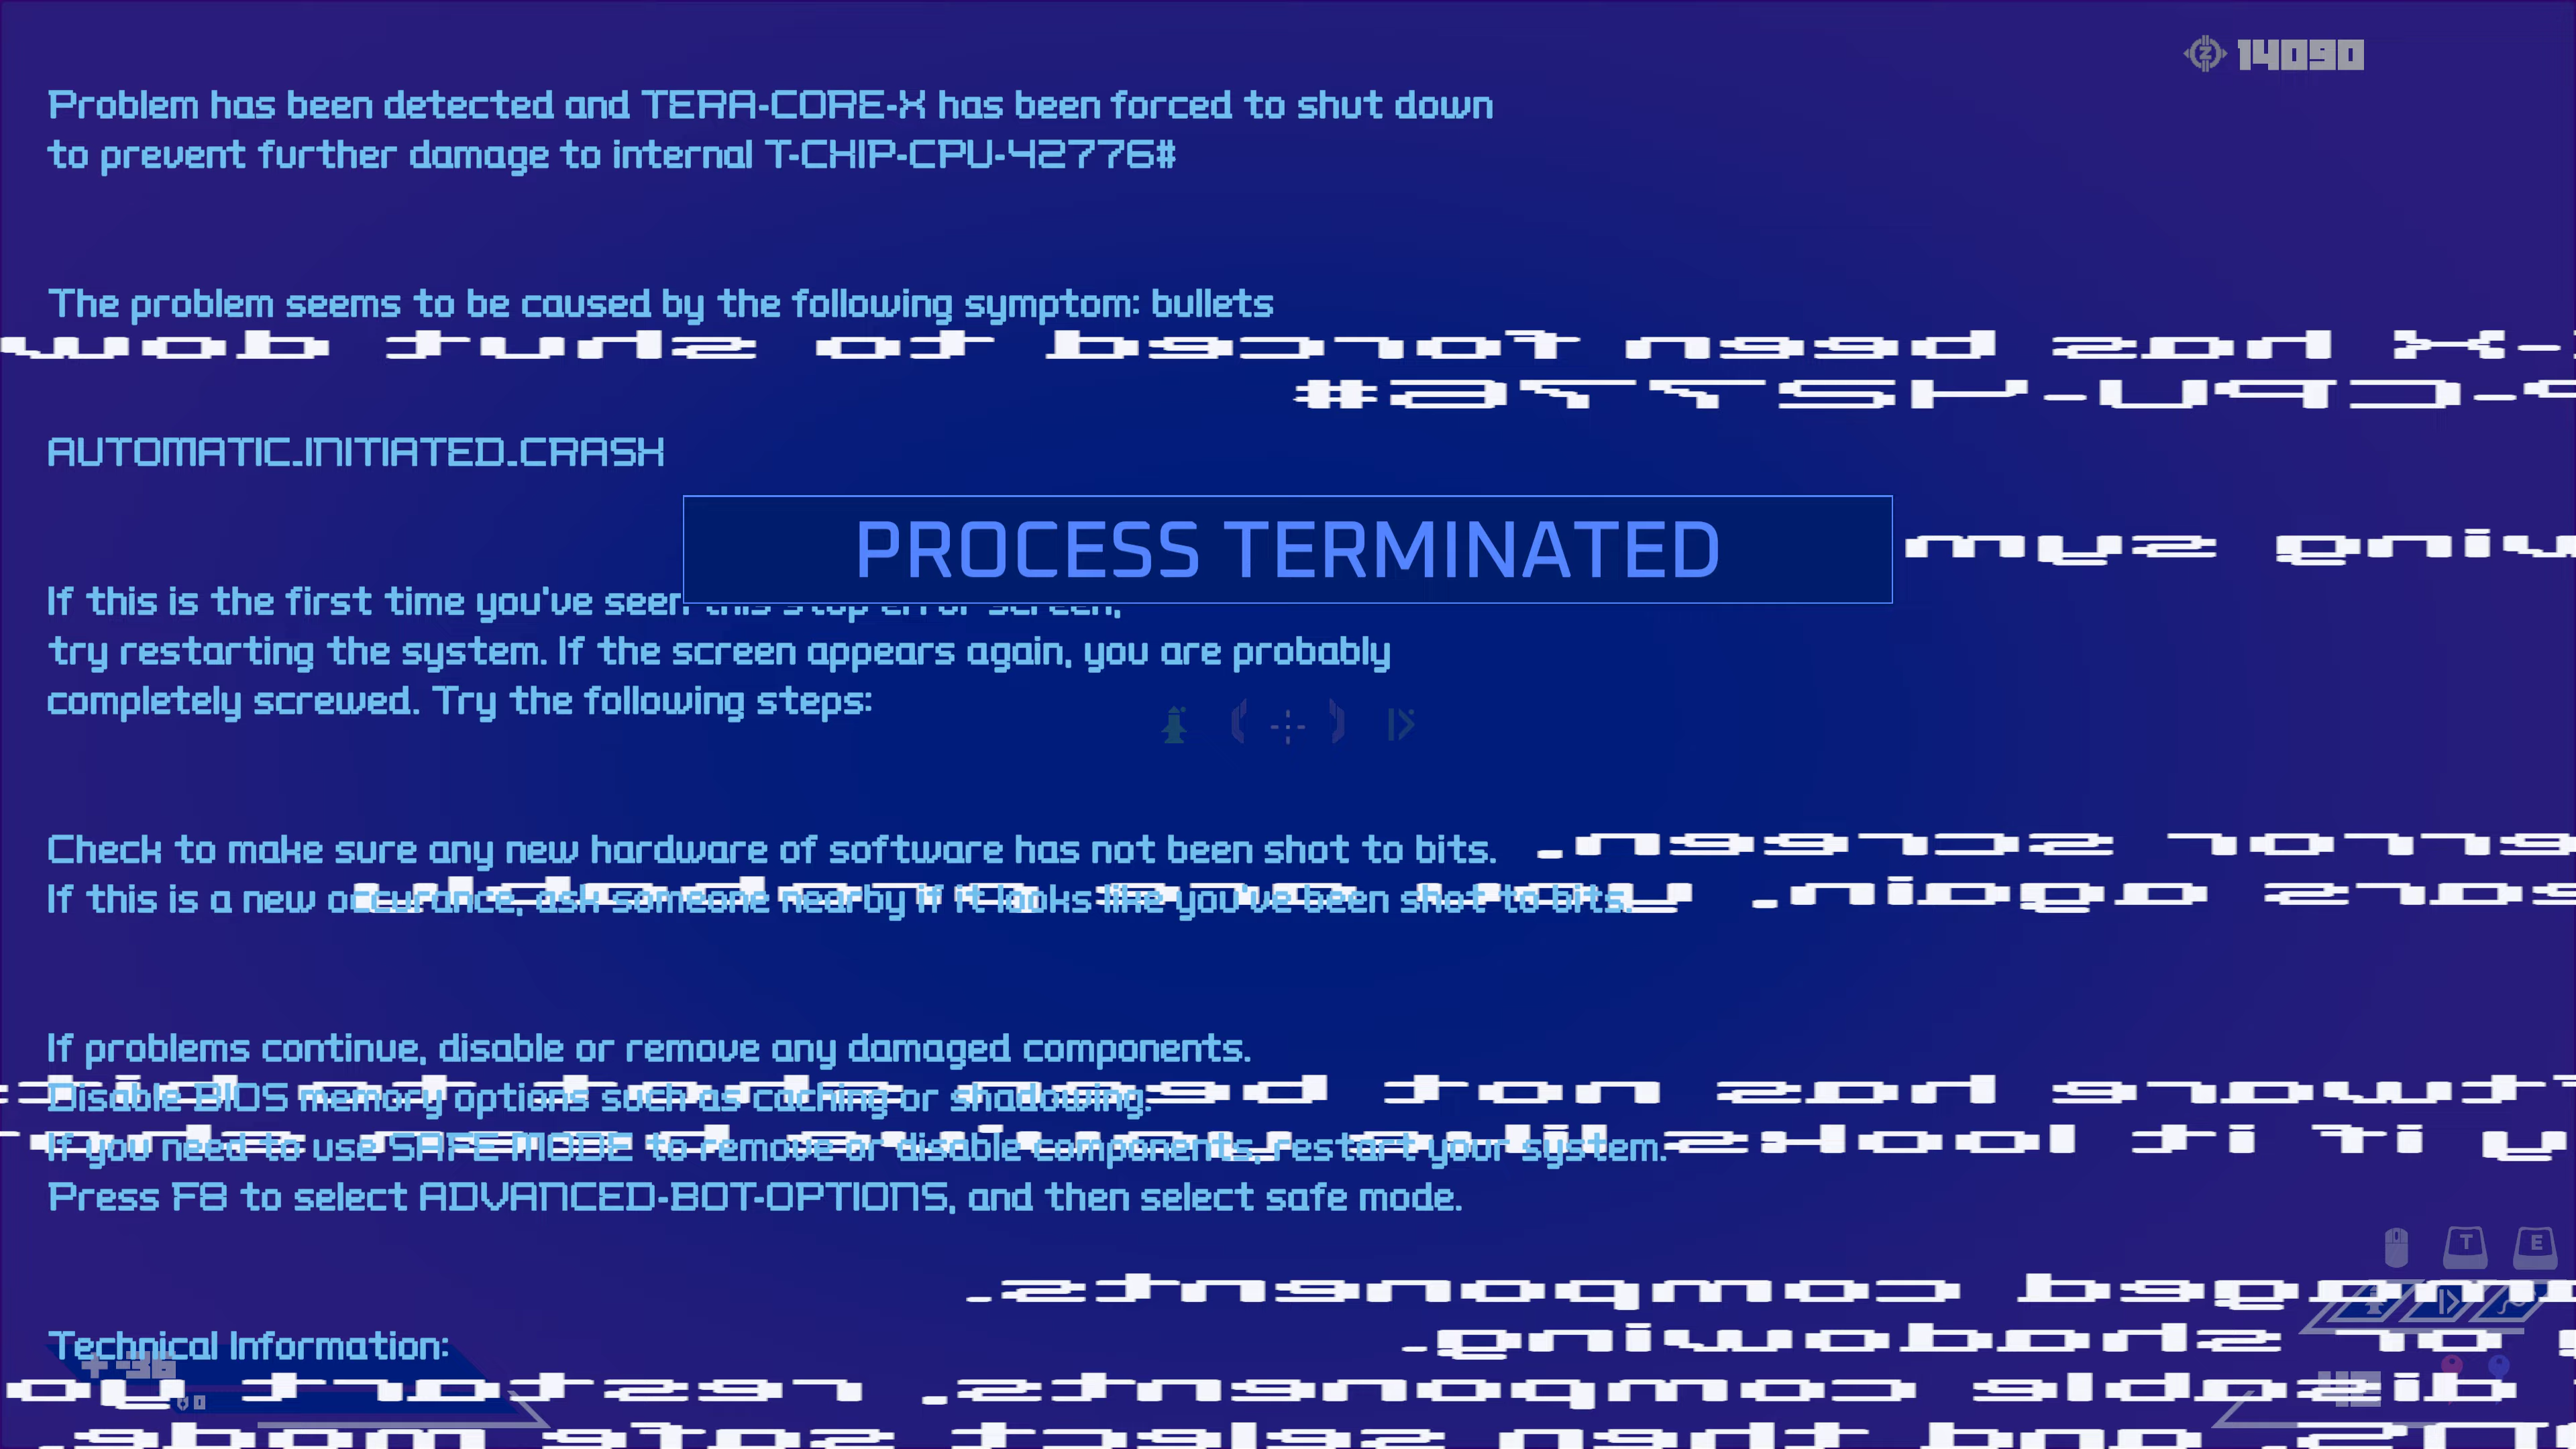 14090
Problem has been detected and TERA-CORE-X has been forced to shut down
to prevent further damage to internal T-CHIP-CPU-42776#
The problem seems to be caused by the following symptom: bullets
AUTOMATIC_INITIATED_CRASH
PROCESS TERMINATED
If this is the first time you've seen this stop error screen,
try restarting the system. If the screen appears again, you are probably
completely screwed. Try the following steps:
Check to make sure any new hardware of software has not been shot to bits.
If this is a new occurance, ask someone nearby if it looks like you've been shot to bits.
If problems continue, disable or remove any damaged components.
Disable BIOS memory options such as caching or shadowing.
If you need to use SAFE MODE to remove or disable components, restart your system.
Press F8 to select ADVANCED-BOT-OPTIONS, and then select safe mode.
T E
Technical Information:
+ -36
0